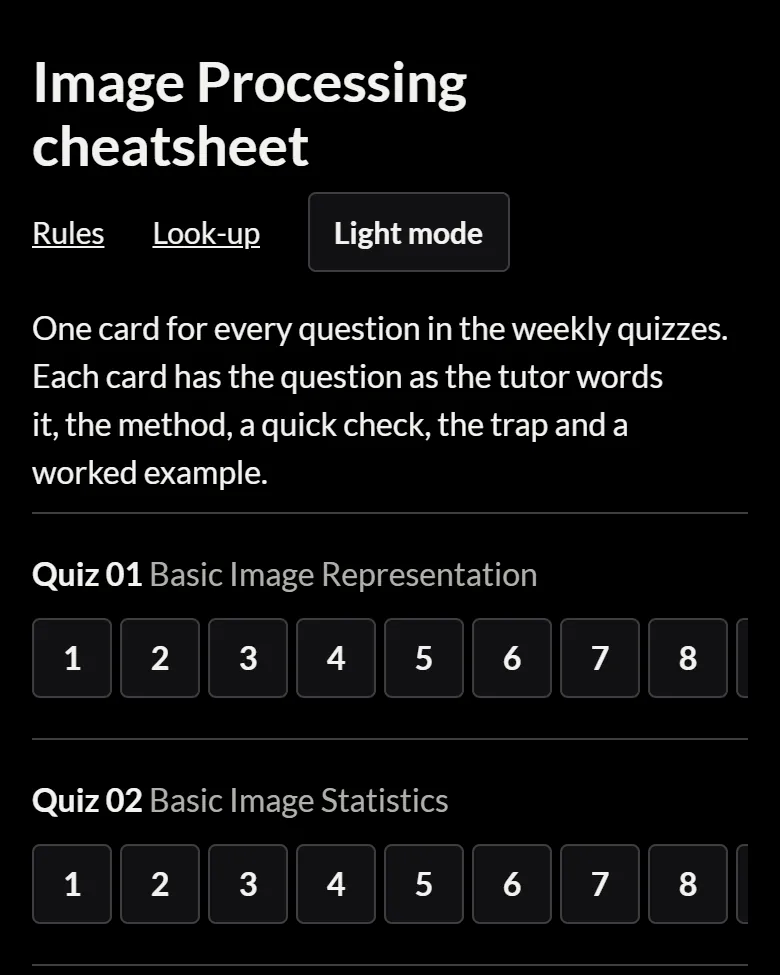 Image Processing
cheatsheet
Rules Look-up Light mode
One card for every question in the weekly quizzes.
Each card has the question as the tutor words
it, the method, a quick check, the trap and a
worked example.
Quiz 01 Basic Image Representation
1 2 3 4 5 6 7 8
Quiz 02 Basic Image Statistics
1 2 3 4 5 6 7 8